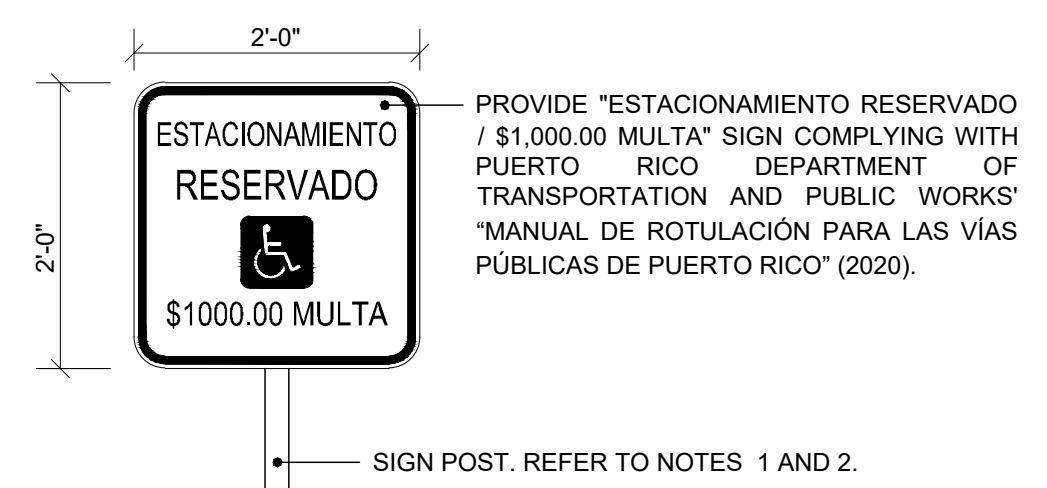 2'-0"
2'-0"
ESTACIONAMIENTO
RESERVADO
$1000.00 MULTA
PROVIDE "ESTACIONAMIENTO RESERVADO
/ $1,000.00 MULTA" SIGN COMPLYING WITH
PUERTO RICO DEPARTMENT OF
TRANSPORTATION AND PUBLIC WORKS'
“MANUAL DE ROTULACIÓN PARA LAS VÍAS
PÚBLICAS DE PUERTO RICO” (2020).
SIGN POST. REFER TO NOTES 1 AND 2.